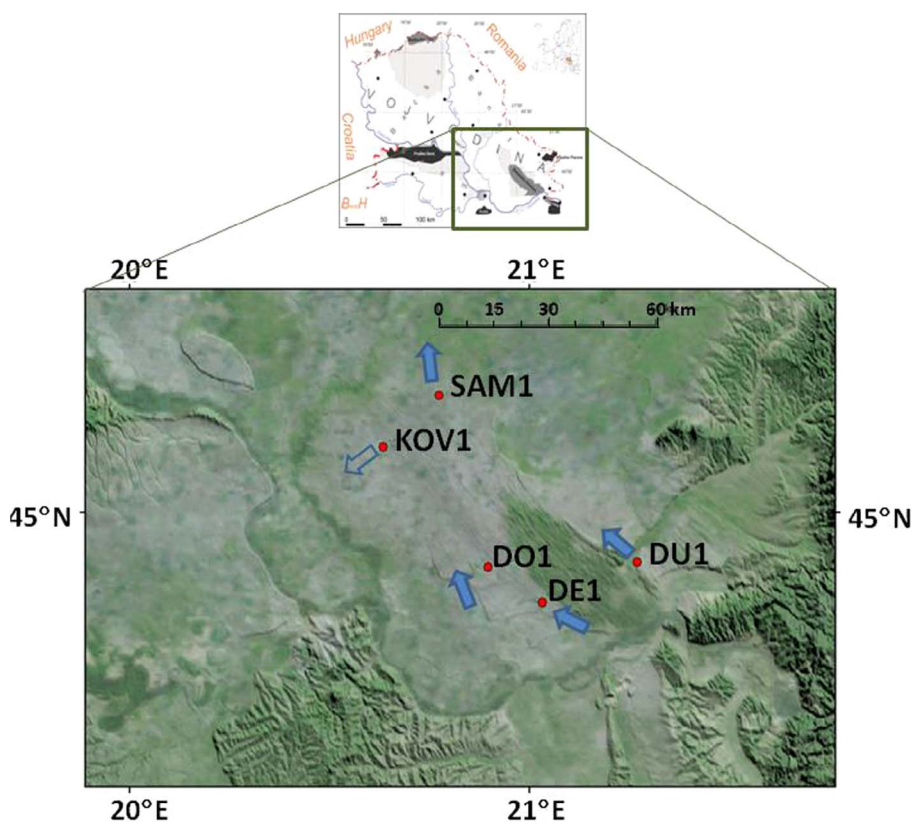 Hungary
Romania
V O J V O D I N A
Croatia
B and H
0 50 100 km
20°E 21°E
0 15 30 60 km
SAM1
KOV1
45°N 45°N
DO1 DU1
DE1
20°E 21°E